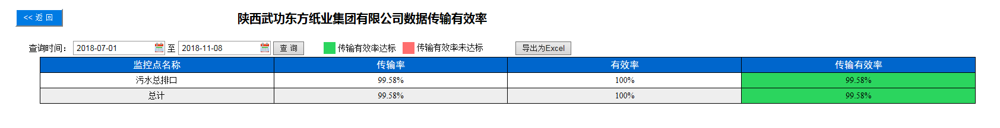 << 返 回
陕西武功东方纸业集团有限公司数据传输有效率
查询时间： 2018-07-01 至 2018-11-08 查 询 传输有效率达标 传输有效率未达标 导出为Excel
监控点名称 传输率 有效率 传输有效率
污水总排口 99.58% 100% 99.58%
总计 99.58% 100% 99.58%